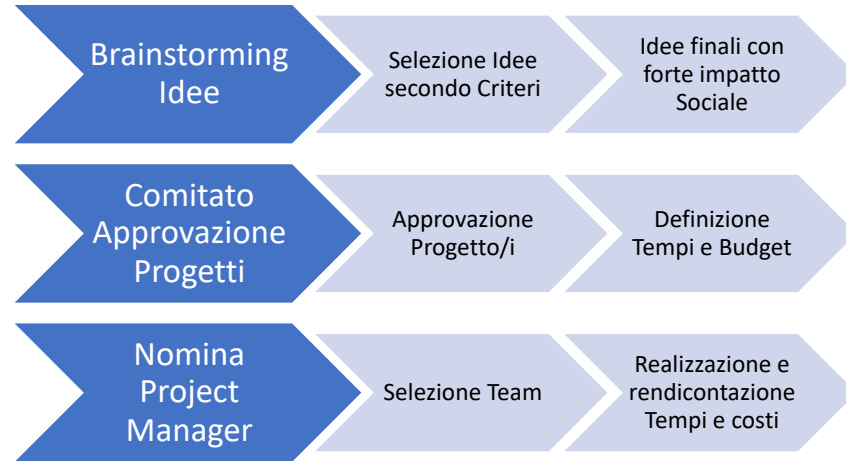 Brainstorming
Idee
Selezione Idee
secondo Criteri
Idee finali con
forte impatto
Sociale
Comitato
Approvazione
Progetti
Approvazione
Progetto/i
Definizione
Tempi e Budget
Nomina
Project
Manager
Selezione Team
Realizzazione e
rendicontazione
Tempi e costi